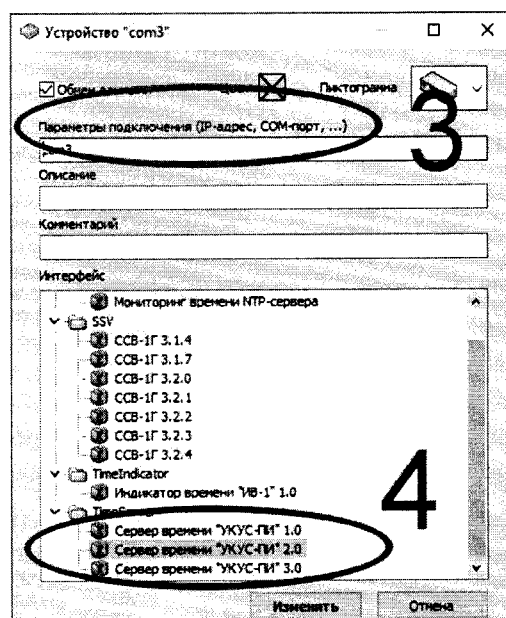 Устройство "com3"
Пиктограмма
Параметры подключения (IP-адрес, COM-порт, ...)
3
com3
Описание
Комментарий
Интерфейс
Мониторинг времени NTP-сервера
SSV
ССВ-1Г 3.1.4
ССВ-1Г 3.1.7
ССВ-1Г 3.2.0
ССВ-1Г 3.2.1
ССВ-1Г 3.2.2
ССВ-1Г 3.2.3
ССВ-1Г 3.2.4
TimeIndicator
4
Индикатор времени "ИВ-1" 1.0
Сервер времени "УКУС-ПИ" 1.0
Сервер времени "УКУС-ПИ" 2.0
Сервер времени "УКУС-ПИ" 3.0
Изменить Отмена